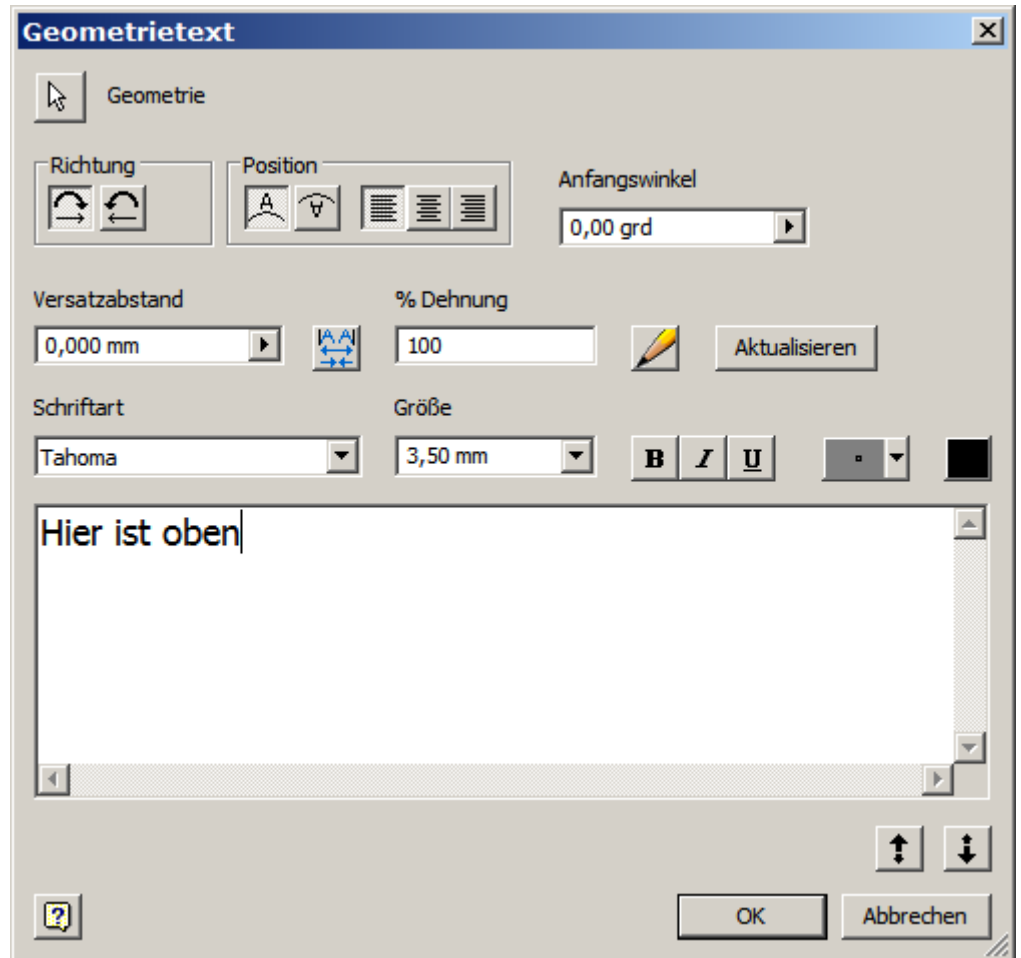 Geometrietext
Geometrie
Richtung
Position
Anfangswinkel
0,00 grd
Versatzabstand
% Dehnung
0,000 mm
100
Aktualisieren
Schriftart
Größe
Tahoma
3,50 mm
B I U
Hier ist oben
OK
Abbrechen